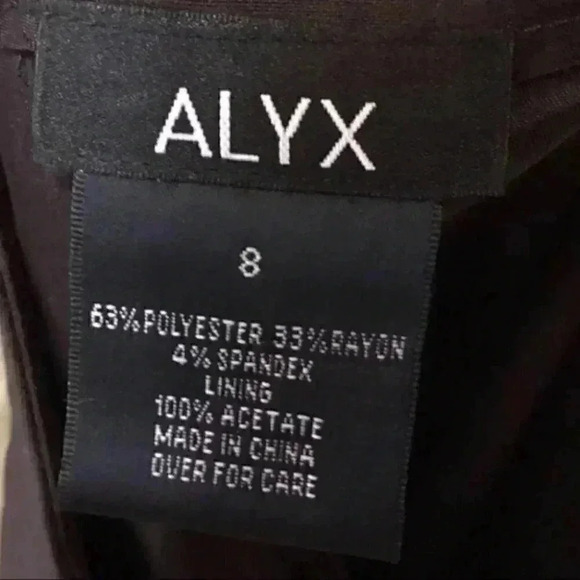 ALYX
8
63% POLYESTER 33% RAYON
4% SPANDEX
LINING
100% ACETATE
MADE IN CHINA
OVER FOR CARE